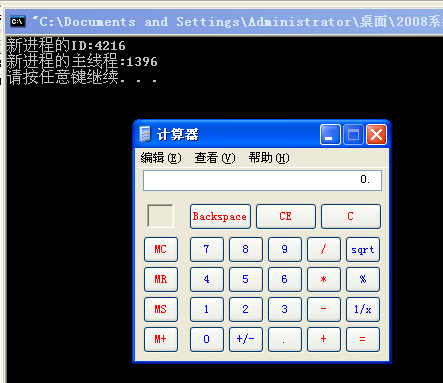 "C:\Documents and Settings\Administrator\桌面\2008系
新进程的ID:4216
新进程的主线程:1396
请按任意键继续. . .
计算器
编辑(E) 查看(V) 帮助(H)
0.
Backspace CE C
MC 7 8 9 / sqrt
MR 4 5 6 * %
MS 1 2 3 - 1/x
M+ 0 +/- . + =